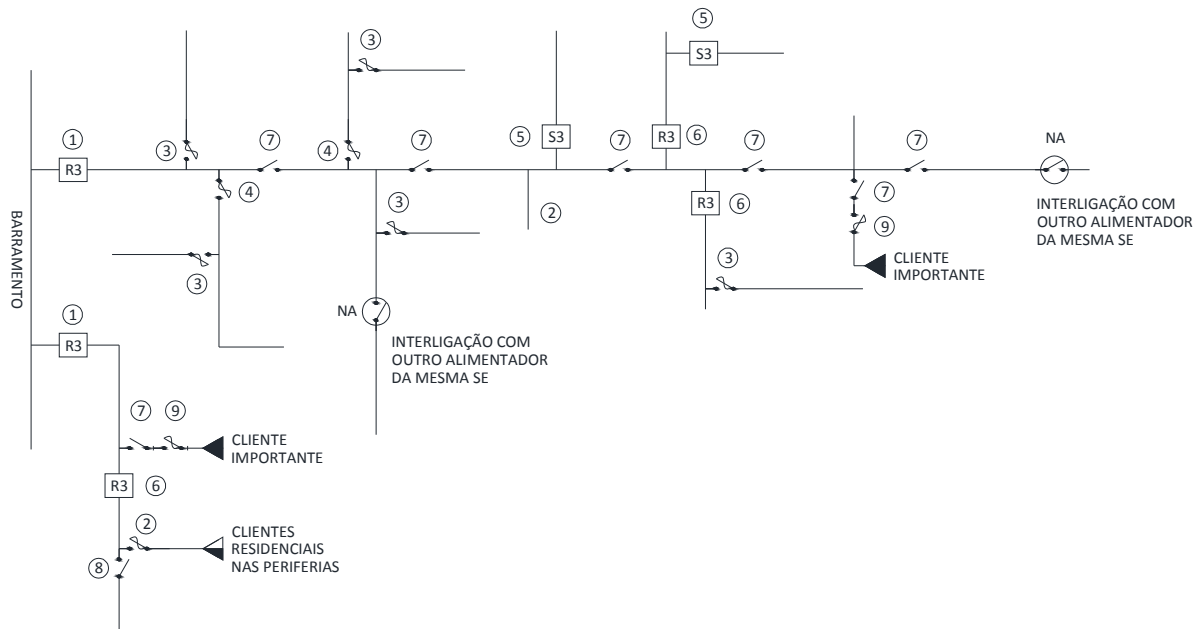 5
3
S3
1
5
S3
R3
6
7
7
7
7
7
NA
R3
3
4
7
4
3
2
R3
6
9
INTERLIGAÇÃO COM
OUTRO ALIMENTADOR
DA MESMA SE
BARRAMENTO
3
3
CLIENTE
IMPORTANTE
1
NA
R3
INTERLIGAÇÃO COM
OUTRO ALIMENTADOR
DA MESMA SE
7
9
CLIENTE
IMPORTANTE
R3
6
2
CLIENTES
RESIDENCIAIS
NAS PERIFERIAS
8